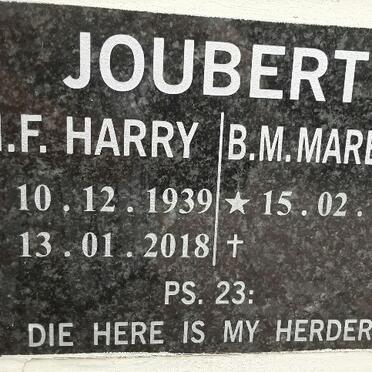 JOUBERT
.F. HARRY B.M. MARE
10.12.1939 ★ 15.02.
13.01.2018 ✝
PS. 23:
DIE HERE IS MY HERDER